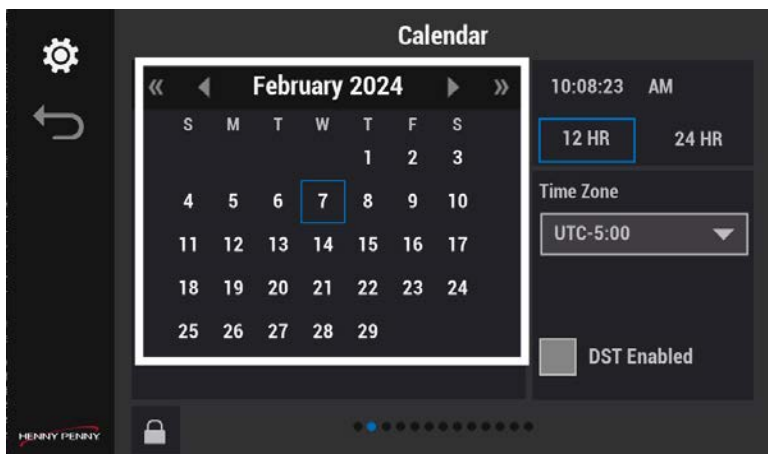 Calendar
« February 2024 »
S M T W T F S
1 2 3
4 5 6 7 8 9 10
11 12 13 14 15 16 17
18 19 20 21 22 23 24
25 26 27 28 29
10:08:23 AM
12 HR 24 HR
Time Zone
UTC-5:00
DST Enabled
HENNY PENNY